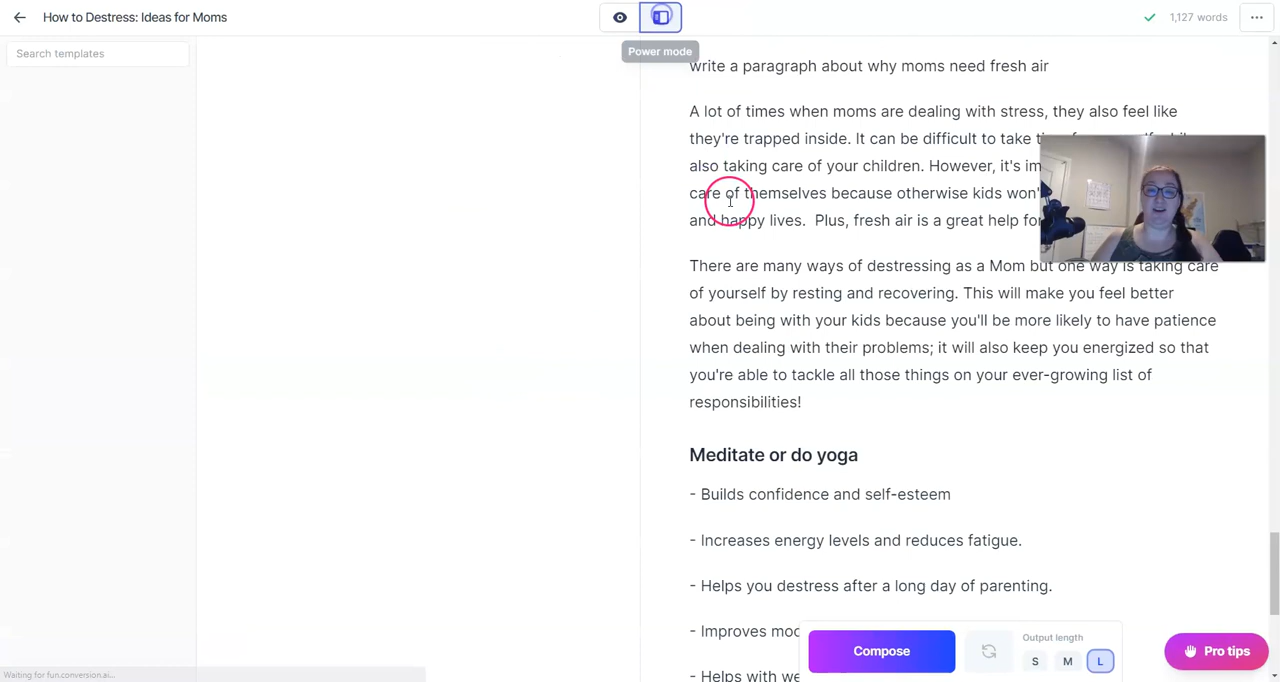 How to Destress: Ideas for Moms
1,127 words
Search templates
Power mode
write a paragraph about why moms need fresh air
A lot of times when moms are dealing with stress, they also feel like
they're trapped inside. It can be difficult to take
also taking care of your children. However, it's
care of themselves because otherwise kids won'
and happy lives. Plus, fresh air is a great help
There are many ways of destressing as a Mom but one way is taking care
of yourself by resting and recovering. This will make you feel better
about being with your kids because you'll be more likely to have patience
when dealing with their problems; it will also keep you energized so that
you're able to tackle all those things on your ever-growing list of
responsibilities!
Meditate or do yoga
- Builds confidence and self-esteem
- Increases energy levels and reduces fatigue.
- Helps you destress after a long day of parenting.
- Improves
- Helps with
Compose
Output length
S M L
Pro tips
Waiting for fun.conversion.ai...